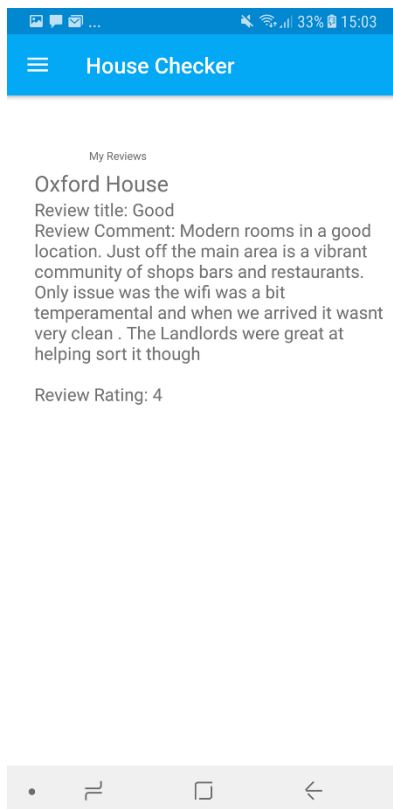 ... 33% 15:03
House Checker
My Reviews
Oxford House
Review title: Good
Review Comment: Modern rooms in a good
location. Just off the main area is a vibrant
community of shops bars and restaurants.
Only issue was the wifi was a bit
temperamental and when we arrived it wasnt
very clean . The Landlords were great at
helping sort it though
Review Rating: 4